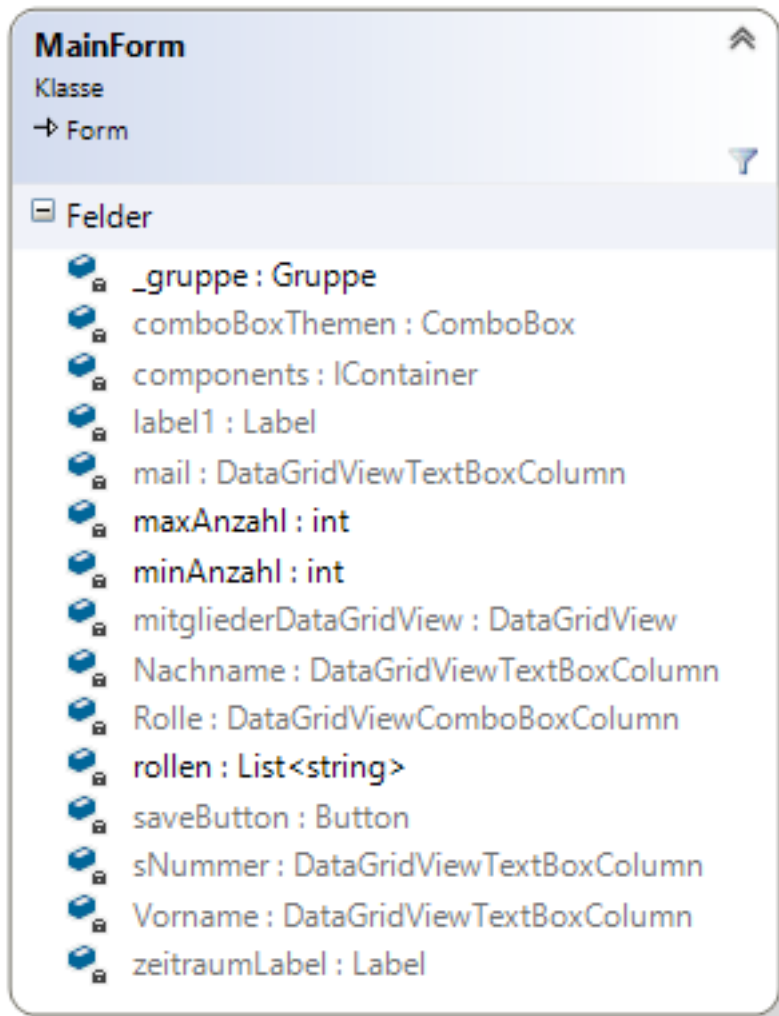 MainForm
Klasse
Form
Felder
_gruppe : Gruppe
comboBoxThemen : ComboBox
components : IContainer
label1 : Label
mail : DataGridViewTextBoxColumn
maxAnzahl : int
minAnzahl : int
mitgliederDataGridView : DataGridView
Nachname : DataGridViewTextBoxColumn
Rolle : DataGridViewComboBoxColumn
rollen : List<string>
saveButton : Button
sNummer : DataGridViewTextBoxColumn
Vorname : DataGridViewTextBoxColumn
zeitraumLabel : Label